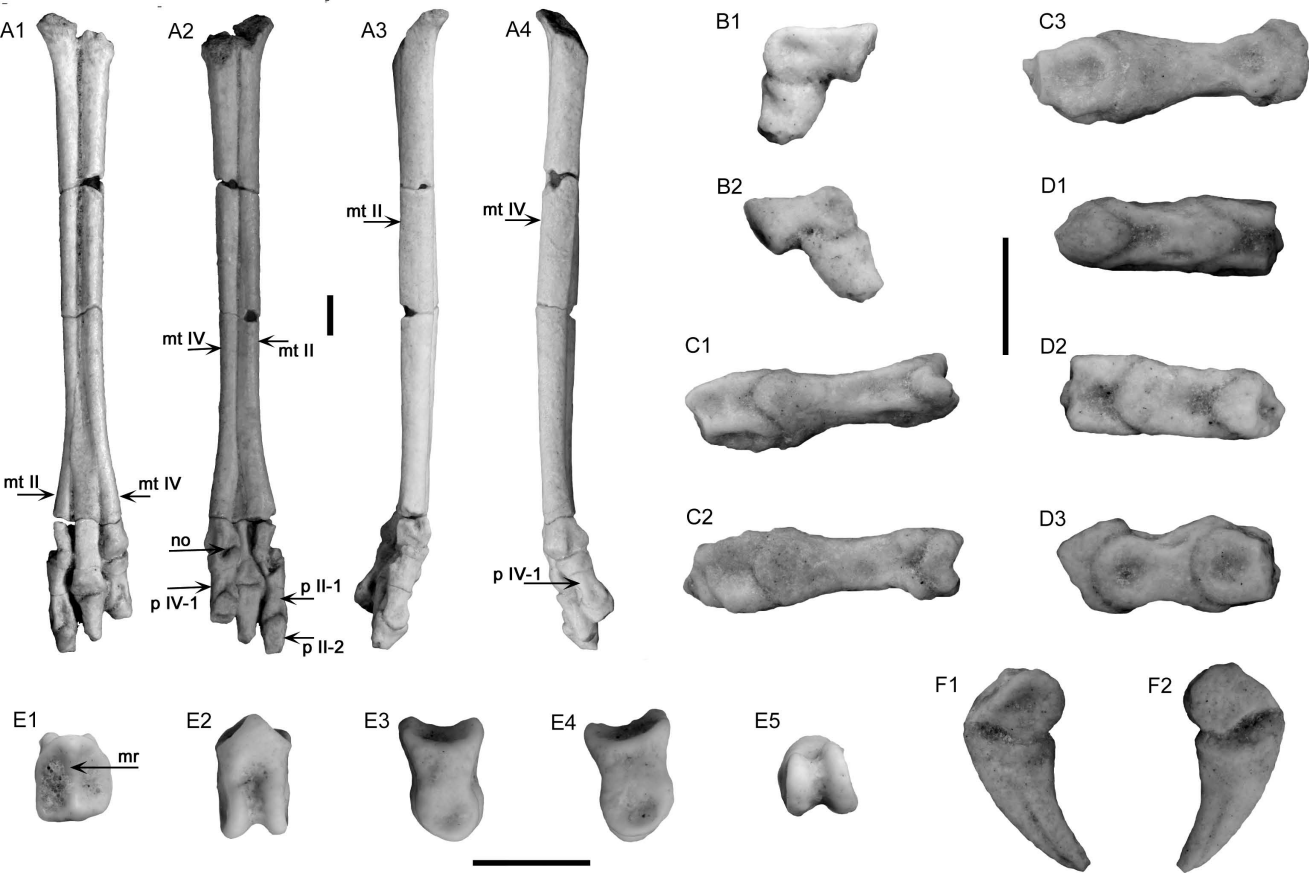 A1
A2
A3
A4
B1
C3
mt II
mt IV
B2
D1
mt IV
mt II
C1
D2
mt II
mt IV
C2
D3
no
p IV-1
p II-1
p II-2
p IV-1
E1
E2
E3
E4
E5
F1
F2
mr